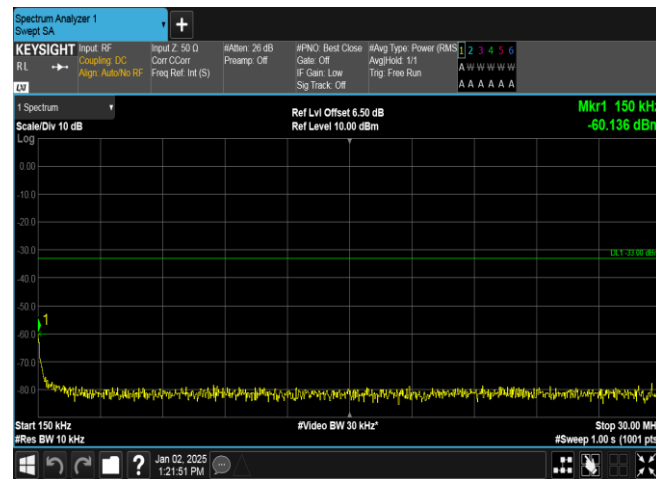 Spectrum Analyzer 1
Swept SA
+
KEYSIGHT
RL
LXI
Input: RF
Coupling: DC
Align: Auto/No RF
Input Z: 50 Ω
Corr CCorr
Freq Ref: Int (S)
#Atten: 26 dB
Preamp: Off
#PNO: Best Close
Gate: Off
IF Gain: Low
Sig Track: Off
#Avg Type: Power (RMS
Avg|Hold: 1/1
Trig: Free Run
1 2 3 4 5 6
A W W W W W
A A A A A A
1 Spectrum
Scale/Div 10 dB
Log
Ref Lvl Offset 6.50 dB
Ref Level 10.00 dBm
Mkr1 150 kHz
-60.136 dBm
0.00
-10.0
-20.0
-30.0
DL1 -33.00 dBm
-40.0
-50.0
1
-60.0
-70.0
-80.0
Start 150 kHz
#Res BW 10 kHz
#Video BW 30 kHz*
Stop 30.00 MH
#Sweep 1.00 s (1001 pts
?
Jan 02, 2025
1:21:51 PM